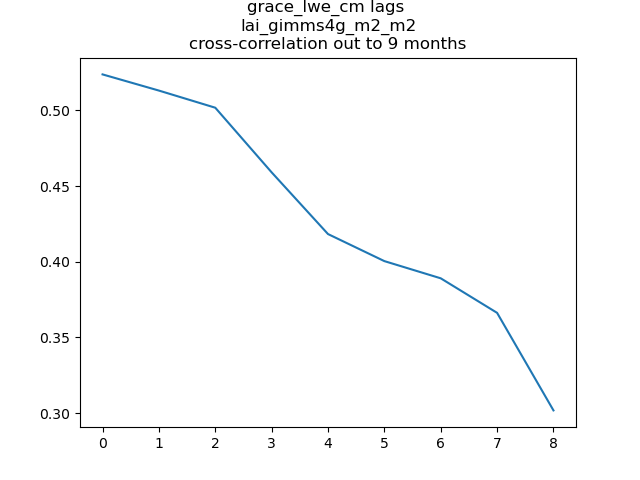 grace_lwe_cm lags
lai_gimms4g_m2_m2
cross-correlation out to 9 months
0.50
0.45
0.40
0.35
0.30
0 1 2 3 4 5 6 7 8